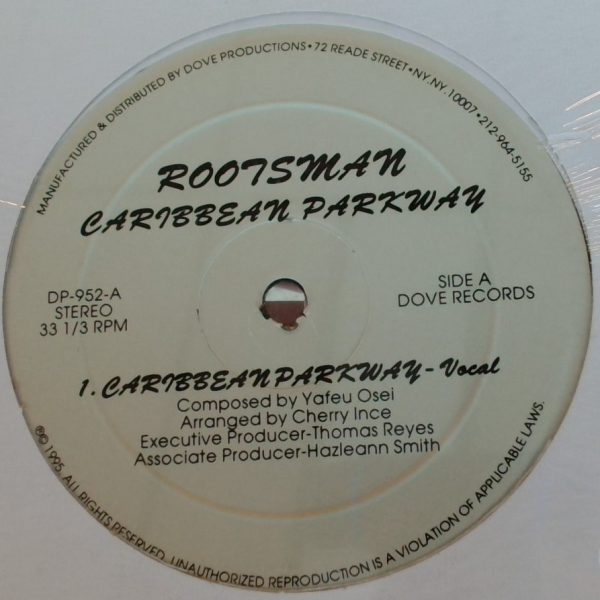 MANUFACTURED & DISTRIBUTED BY DOVE PRODUCTIONS • 72 READE STREET • NY. NY. 10007 • 212-964-5155
ROOTSMAN
CARIBBEAN PARKWAY
DP-952-A
STEREO
33 1/3 RPM
SIDE A
DOVE RECORDS
1. CARIBBEAN PARKWAY - Vocal
Composed by Yafeu Osei
Arranged by Cherry Ince
Executive Producer-Thomas Reyes
Associate Producer-Hazleann Smith
℗© 1995. ALL RIGHTS RESERVED. UNAUTHORIZED REPRODUCTION IS A VIOLATION OF APPLICABLE LAWS.